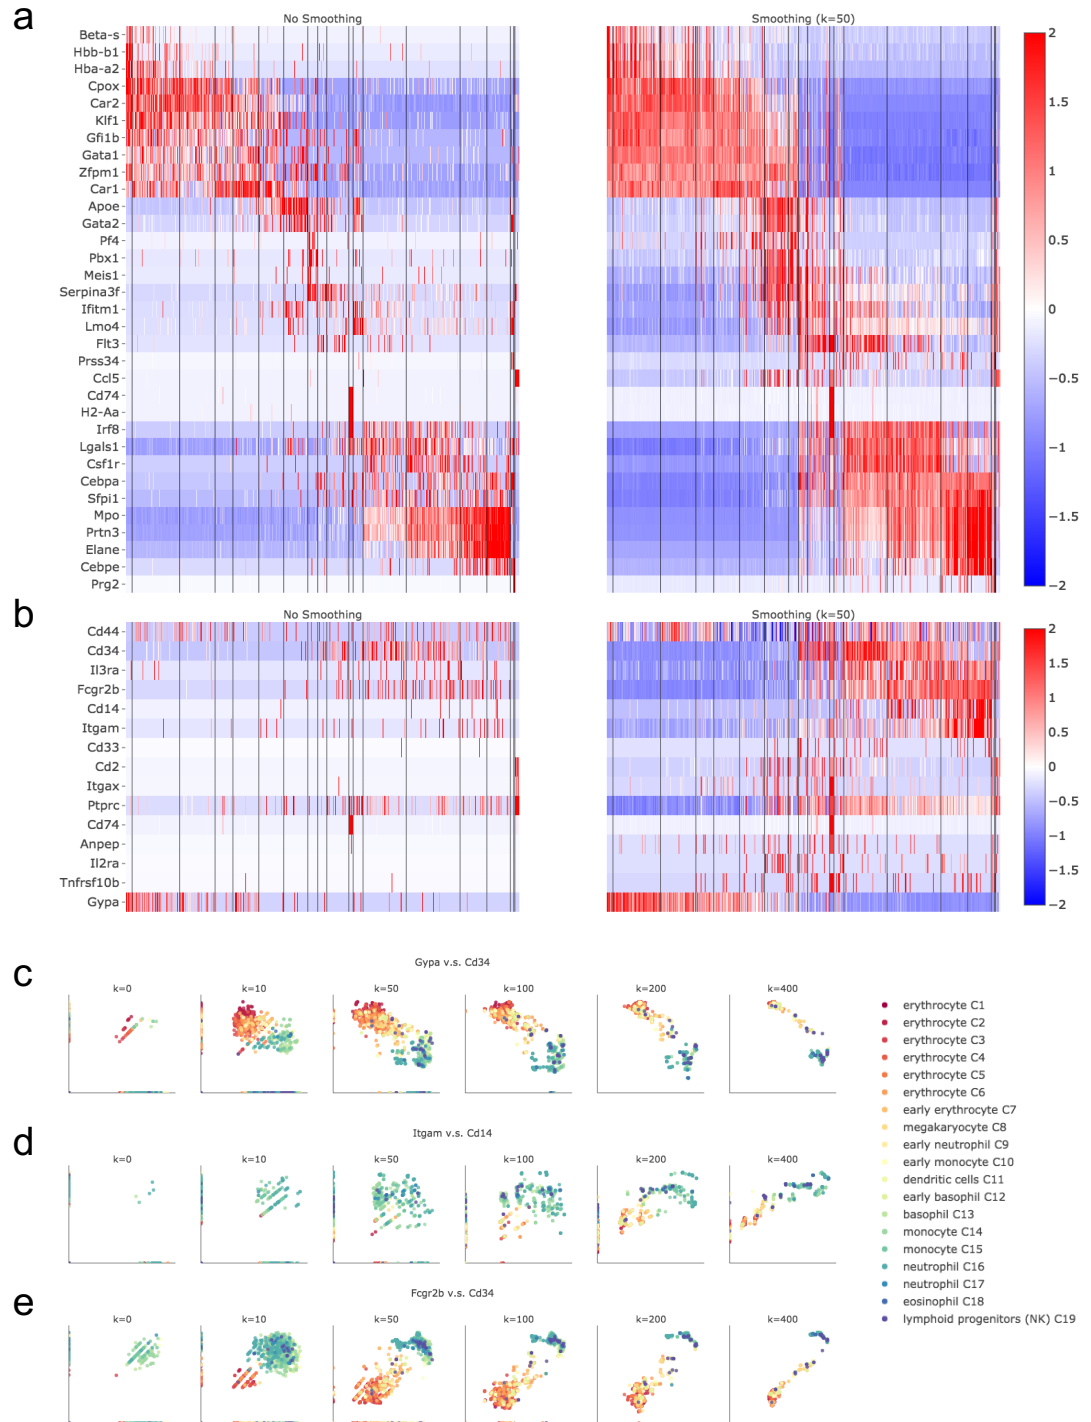 a
No Smoothing
Smoothing (k=50)
Beta-s
Hbb-b1
Hba-a2
Cpox
Car2
Klf1
Gfi1b
Gata1
Zfpm1
Car1
Apoe
Gata2
Pf4
Pbx1
Meis1
Serpina3f
Ifitm1
Lmo4
Flt3
Prss34
Ccl5
Cd74
H2-Aa
Irf8
Lgals1
Csf1r
Cebpa
Sfpi1
Mpo
Prtn3
Elane
Cebpe
Prg2
2
1.5
1
0.5
0
−0.5
−1
−1.5
−2
b
No Smoothing
Smoothing (k=50)
Cd44
Cd34
Il3ra
Fcgr2b
Cd14
Itgam
Cd33
Cd2
Itgax
Ptprc
Cd74
Anpep
Il2ra
Tnfrsf10b
Gypa
2
1.5
1
0.5
0
−0.5
−1
−1.5
−2
c
Gypa v.s. Cd34
k=0
k=10
k=50
k=100
k=200
k=400
d
Itgam v.s. Cd14
k=0
k=10
k=50
k=100
k=200
k=400
e
Fcgr2b v.s. Cd34
k=0
k=10
k=50
k=100
k=200
k=400
erythrocyte C1
erythrocyte C2
erythrocyte C3
erythrocyte C4
erythrocyte C5
erythrocyte C6
early erythrocyte C7
megakaryocyte C8
early neutrophil C9
early monocyte C10
dendritic cells C11
early basophil C12
basophil C13
monocyte C14
monocyte C15
neutrophil C16
neutrophil C17
eosinophil C18
lymphoid progenitors (NK) C19